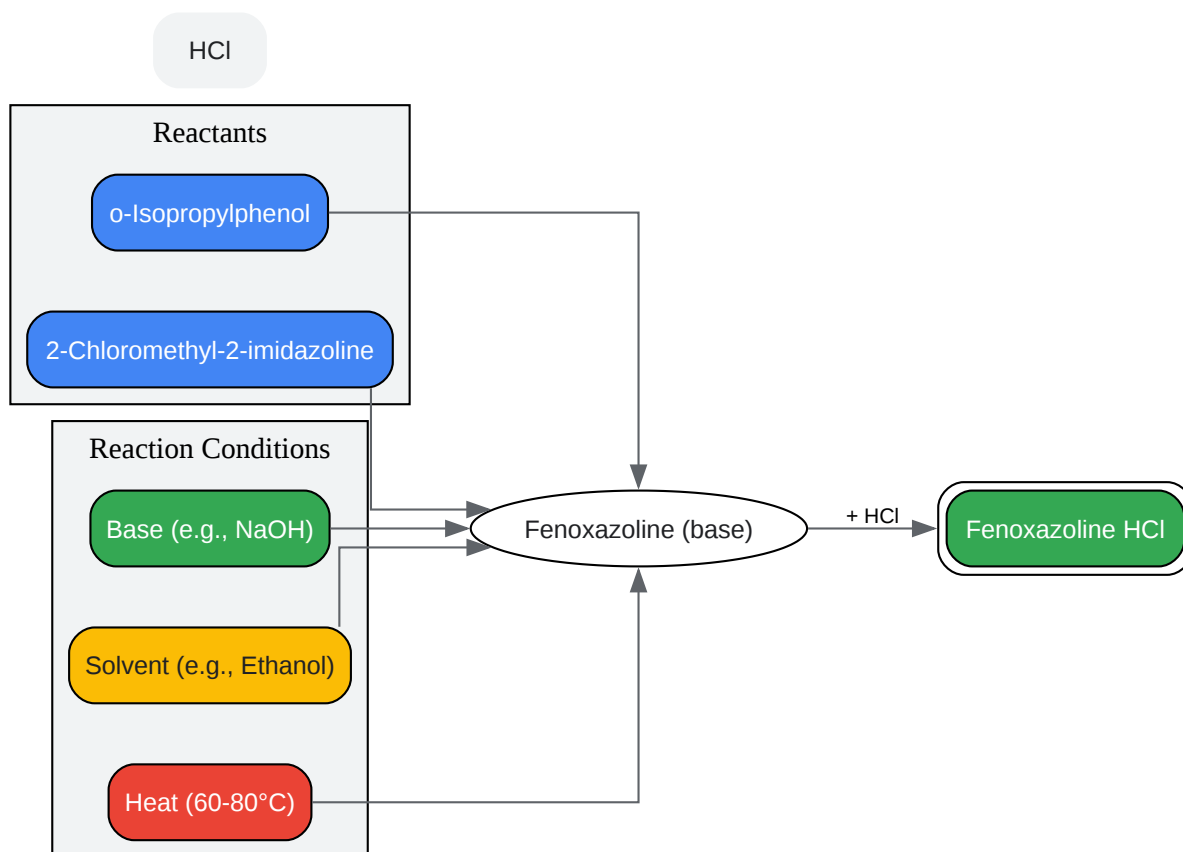 HCl
Reactants
o-Isopropylphenol
2-Chloromethyl-2-imidazoline
Reaction Conditions
Base (e.g., NaOH)
Solvent (e.g., Ethanol)
Heat (60-80°C)
Fenoxazoline (base)
+ HCl
Fenoxazoline HCl